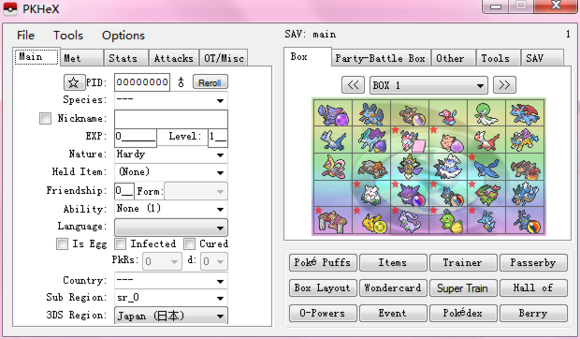 PKHeX
File Tools Options
SAV: main 1
Main Met Stats Attacks OT/Misc
Box Party-Battle Box Other Tools SAV
PID: 00000000 Reroll
<< BOX 1 >>
Species: ---
Nickname:
EXP: 0 Level: 1
Nature: Hardy
Held Item: (None)
Friendship: 0 Form:
Ability: None (1)
Language:
Is Egg Infected Cured
PkRs: 0 d: 0
Country: ---
Sub Region: sr_0
3DS Region: Japan (日本)
Poké Puffs Items Trainer Passerby
Box Layout Wondercard Super Train Hall of
O-Powers Event Pokédex Berry